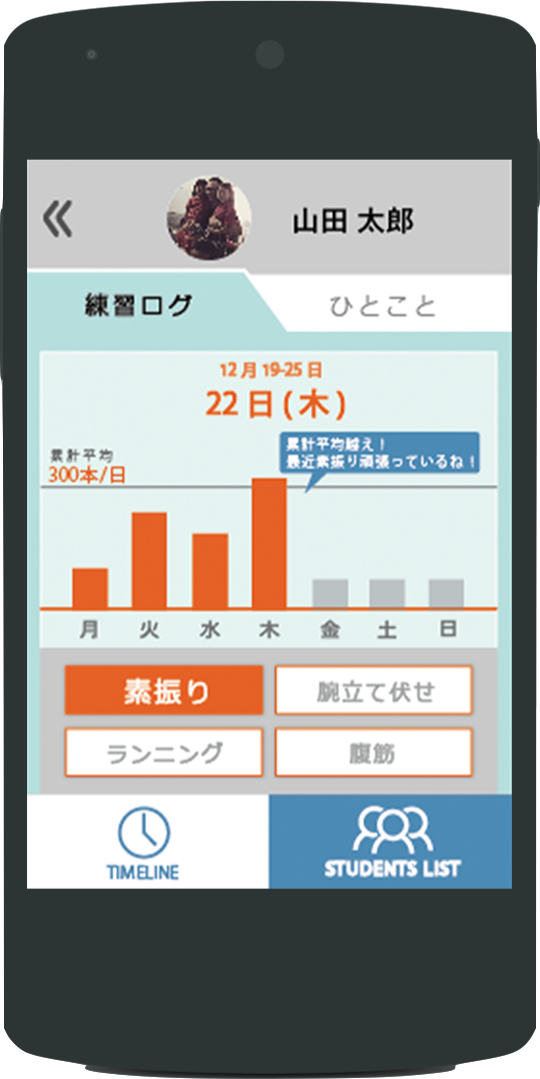 山田 太郎
練習ログ
ひとこと
12月 19-25 日
22 日 ( 木 )
累計平均
300本/日
累計平均越え！
最近素振り頑張っているね！
月 火 水 木 金 土 日
素振り
腕立て伏せ
ランニング
腹筋
TIMELINE
STUDENTS LIST